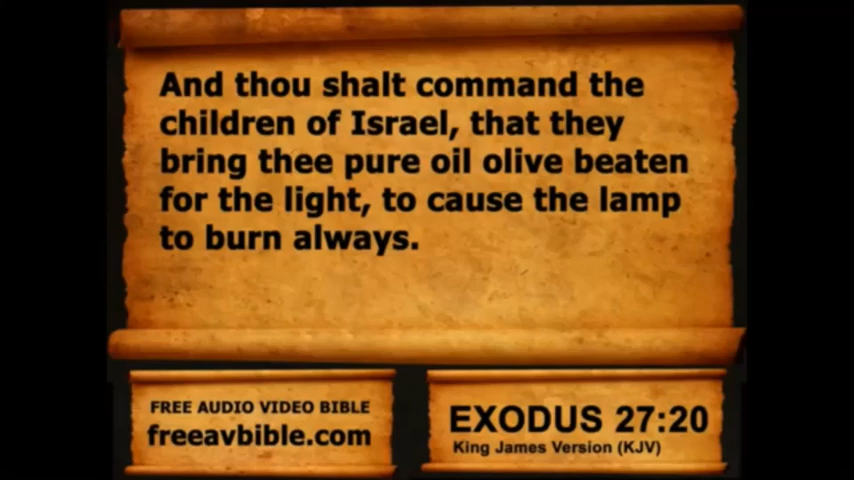 And thou shalt command the
children of Israel, that they
bring thee pure oil olive beaten
for the light, to cause the lamp
to burn always.
FREE AUDIO VIDEO BIBLE
freeavbible.com
EXODUS 27:20
King James Version (KJV)